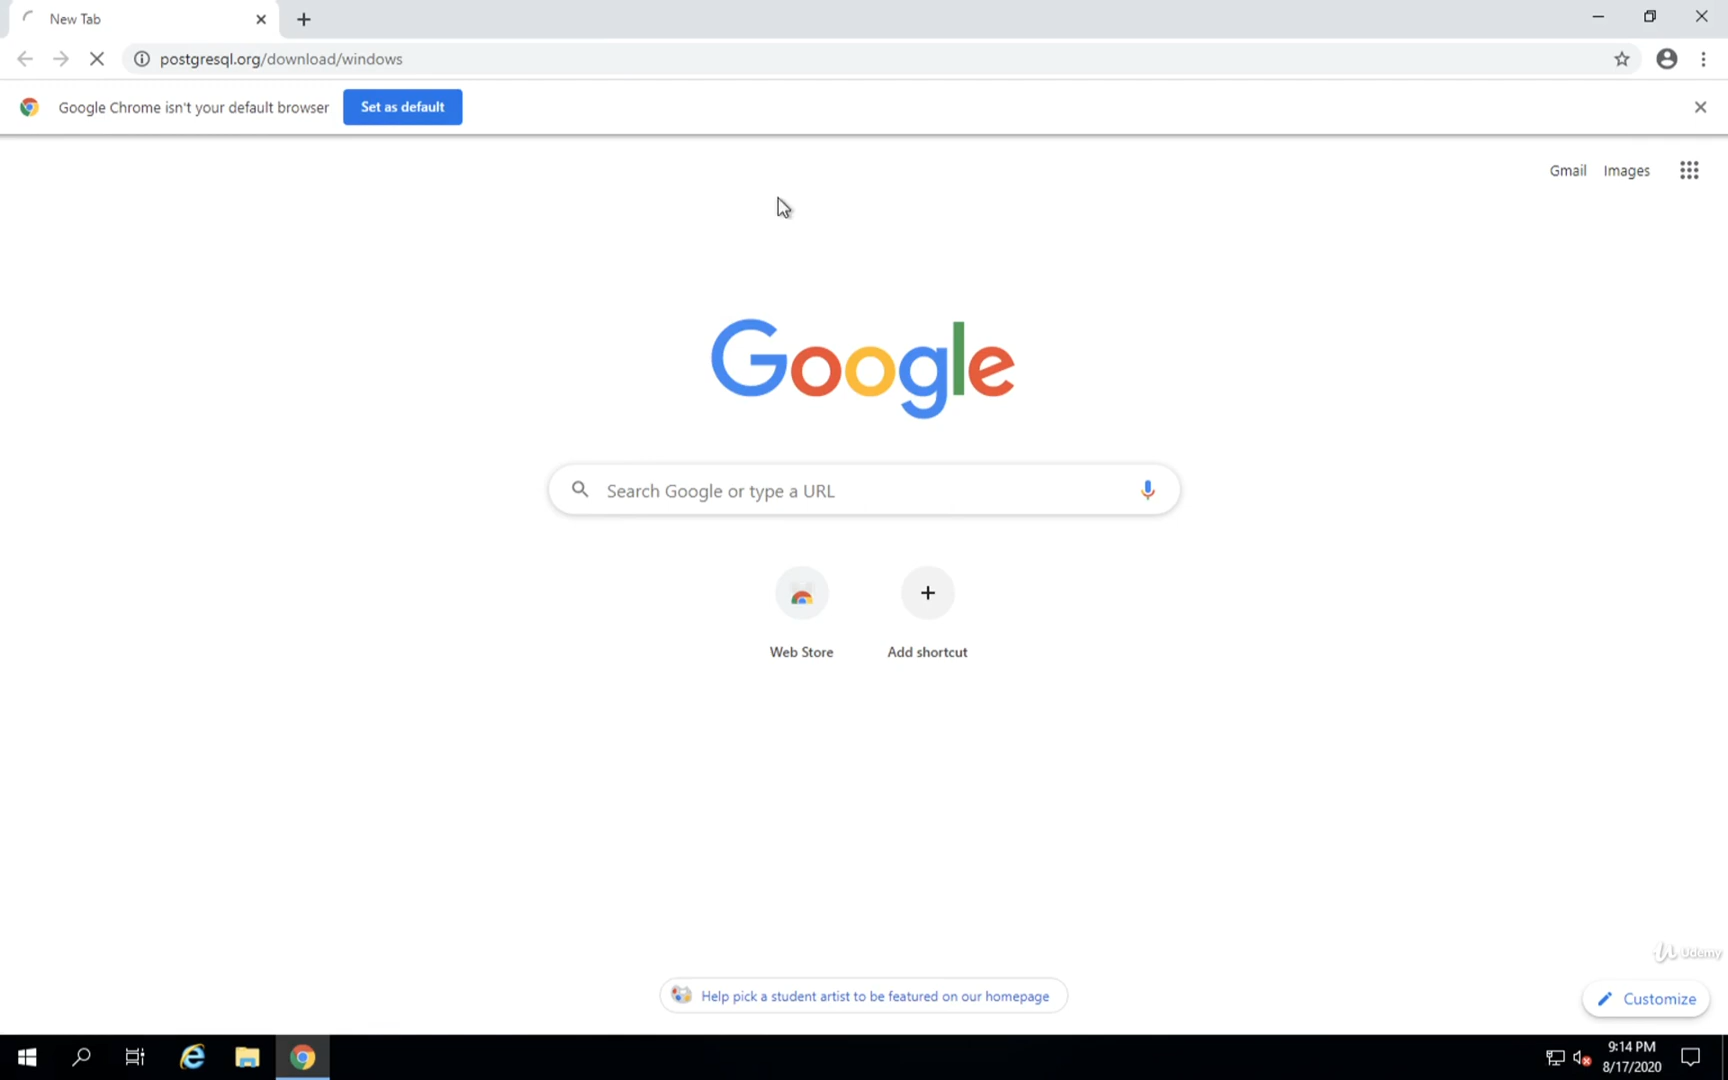 New Tab
postgresql.org/download/windows
Google Chrome isn't your default browser
Set as default
Gmail
Images
Google
Search Google or type a URL
Web Store
Add shortcut
Udemy
Help pick a student artist to be featured on our homepage
Customize
9:14 PM
8/17/2020